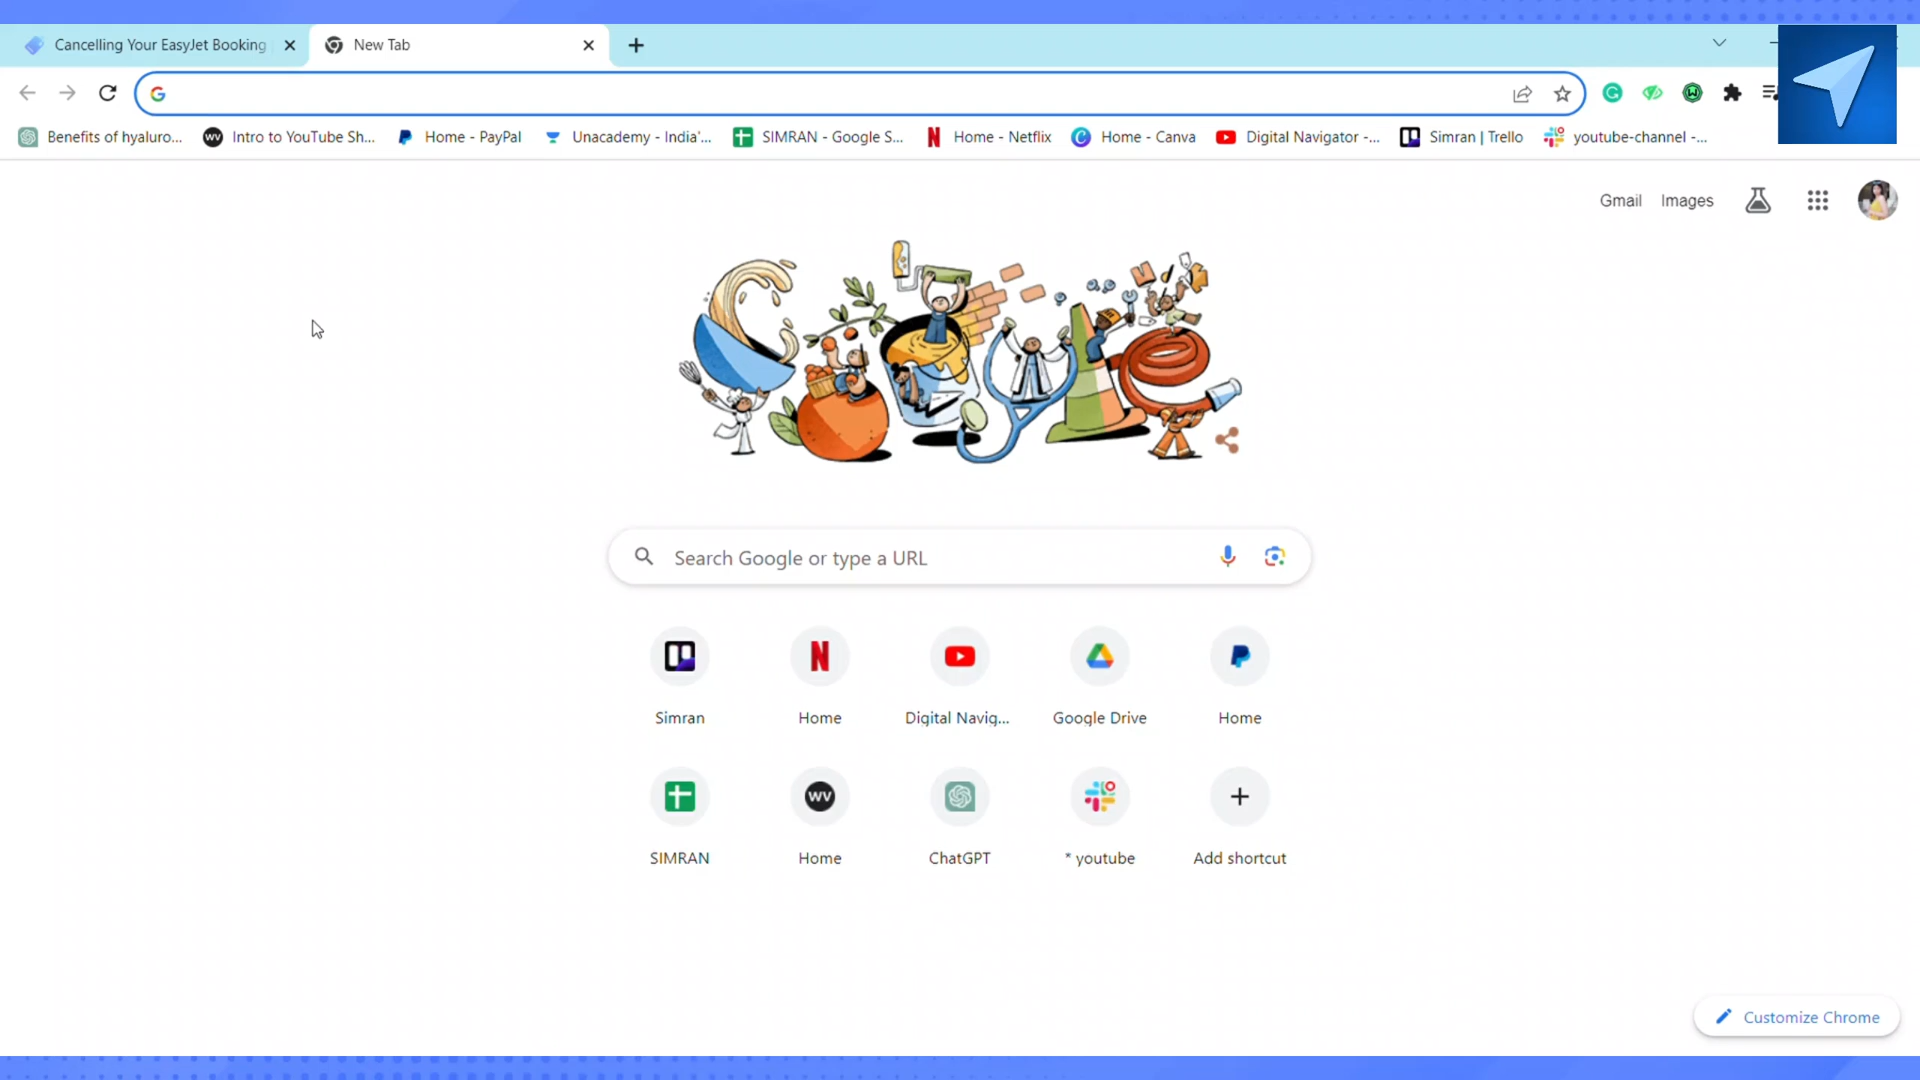 Cancelling Your EasyJet Booking
New Tab
Benefits of hyaluro...
Intro to YouTube Sh...
Home - PayPal
Unacademy - India'...
SIMRAN - Google S...
Home - Netflix
Home - Canva
Digital Navigator -...
Simran | Trello
youtube-channel -...
Gmail
Images
Search Google or type a URL
Simran
Home
Digital Navig...
Google Drive
Home
WV
SIMRAN
Home
ChatGPT
* youtube
Add shortcut
Customize Chrome